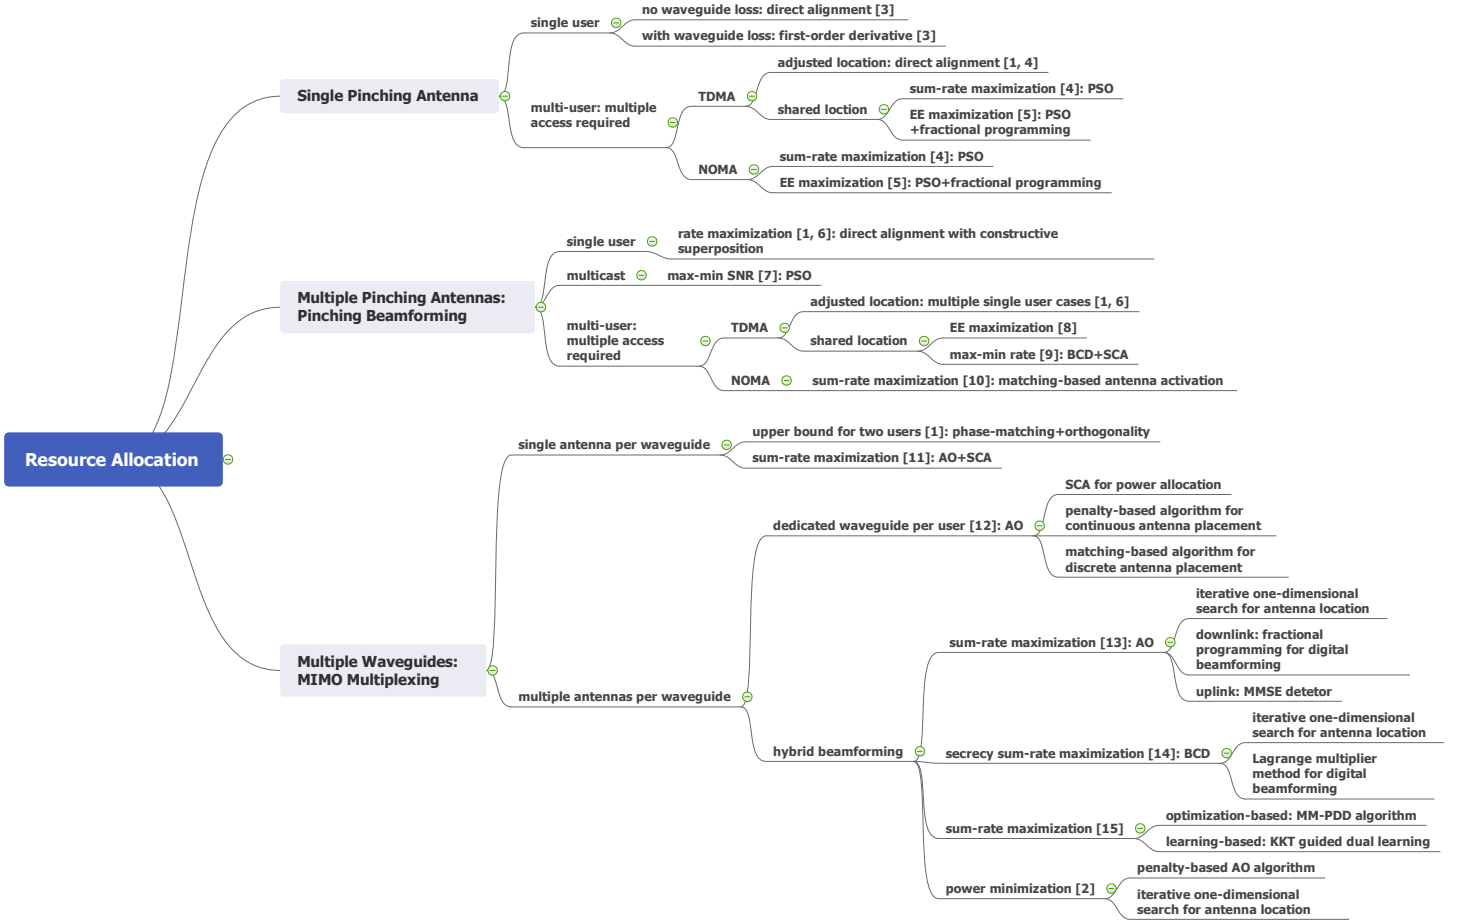 Resource Allocation
Single Pinching Antenna
single user
no waveguide loss: direct alignment [3]
with waveguide loss: first-order derivative [3]
multi-user: multiple
access required
TDMA
adjusted location: direct alignment [1, 4]
shared loction
sum-rate maximization [4]: PSO
EE maximization [5]: PSO
+fractional programming
NOMA
sum-rate maximization [4]: PSO
EE maximization [5]: PSO+fractional programming
Multiple Pinching Antennas:
Pinching Beamforming
single user
rate maximization [1, 6]: direct alignment with constructive
superposition
multicast
max-min SNR [7]: PSO
multi-user:
multiple access
required
TDMA
adjusted location: multiple single user cases [1, 6]
shared location
EE maximization [8]
max-min rate [9]: BCD+SCA
NOMA
sum-rate maximization [10]: matching-based antenna activation
Multiple Waveguides:
MIMO Multiplexing
single antenna per waveguide
upper bound for two users [1]: phase-matching+orthogonality
sum-rate maximization [11]: AO+SCA
multiple antennas per waveguide
dedicated waveguide per user [12]: AO
SCA for power allocation
penalty-based algorithm for
continuous antenna placement
matching-based algorithm for
discrete antenna placement
hybrid beamforming
sum-rate maximization [13]: AO
iterative one-dimensional
search for antenna location
downlink: fractional
programming for digital
beamforming
uplink: MMSE detetor
secrecy sum-rate maximization [14]: BCD
iterative one-dimensional
search for antenna location
Lagrange multiplier
method for digital
beamforming
sum-rate maximization [15]
optimization-based: MM-PDD algorithm
learning-based: KKT guided dual learning
power minimization [2]
penalty-based AO algorithm
iterative one-dimensional
search for antenna location